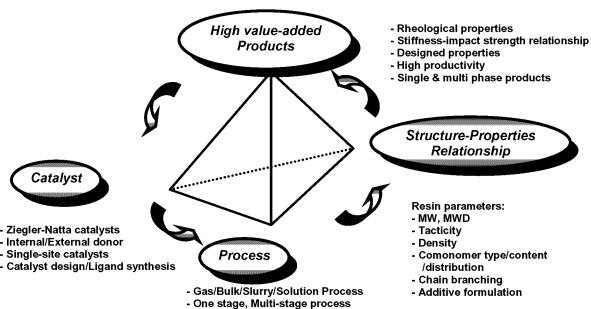 High value-added
Products
- Rheological properties
- Stiffness-impact strength relationship
- Designed properties
- High productivity
- Single & multi phase products
Structure-Properties
Relationship
Catalyst
- Ziegler-Natta catalysts
- Internal/External donor
- Single-site catalysts
- Catalyst design/Ligand synthesis
Process
- Gas/Bulk/Slurry/Solution Process
- One stage, Multi-stage process
Resin parameters:
- MW, MWD
- Tacticity
- Density
- Comonomer type/content
/distribution
- Chain branching
- Additive formulation